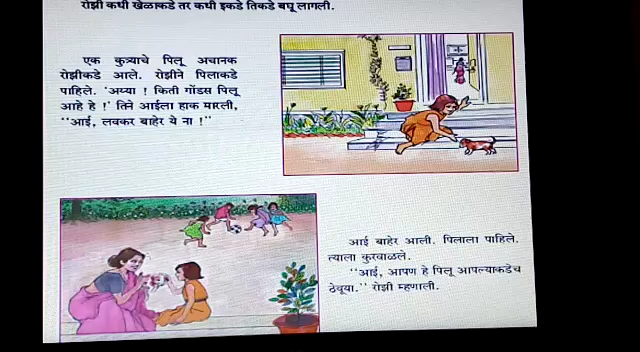 रोझी कधी खेळाकडे तर कधी इकडे तिकडे बघू लागली.
एक कुत्र्याचे पिलू अचानक
रोझीकडे आले. रोझीने पिलाकडे
पाहिले. 'अय्या ! किती गोंडस पिलू
आहे हे !' तिने आईला हाक मारली,
"आई, लवकर बाहेर ये ना !"
आई बाहेर आली. पिलाला पाहिले.
त्याला कुरवाळले.
"आई, आपण हे पिलू आपल्याकडेच
ठेवूया." रोझी म्हणाली.